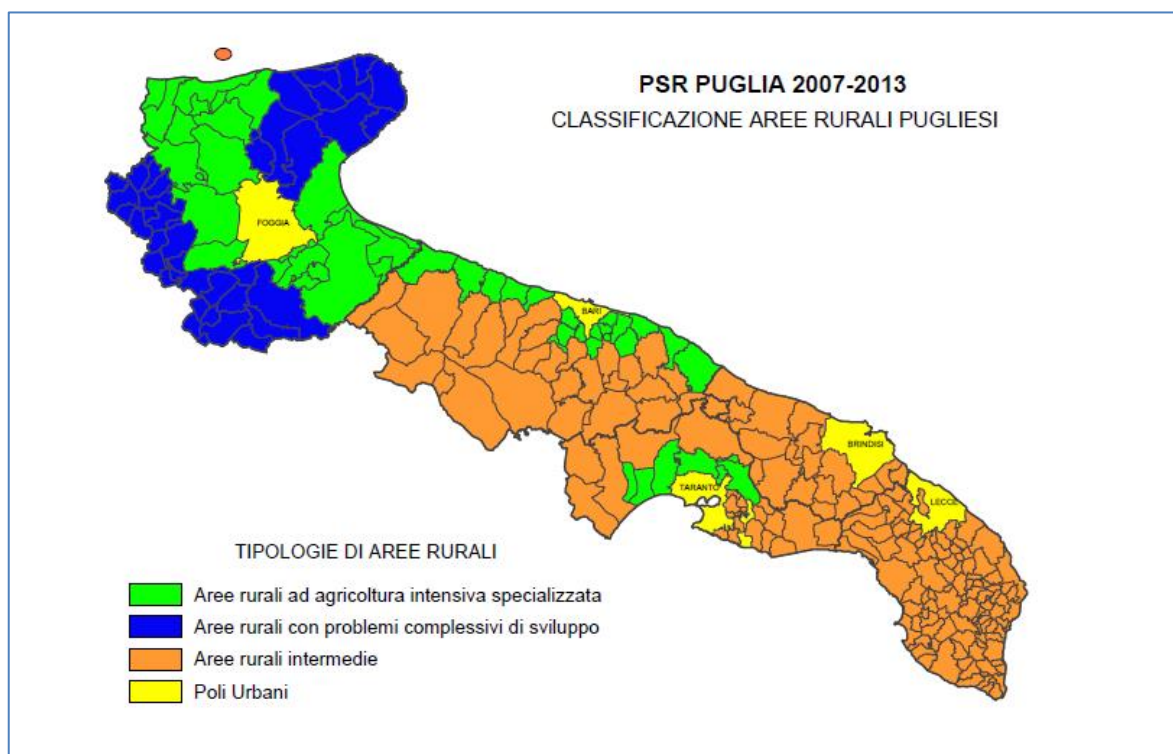 PSR PUGLIA 2007-2013
CLASSIFICAZIONE AREE RURALI PUGLIESI
FOGGIA
BARI
BRINDISI
TARANTO
LECCE
TIPOLOGIE DI AREE RURALI
Aree rurali ad agricoltura intensiva specializzata
Aree rurali con problemi complessivi di sviluppo
Aree rurali intermedie
Poli Urbani